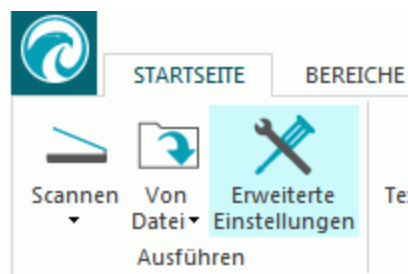 STARTSEITE BEREICHE
Scannen Von Datei Erweiterte Einstellungen
Ausführen